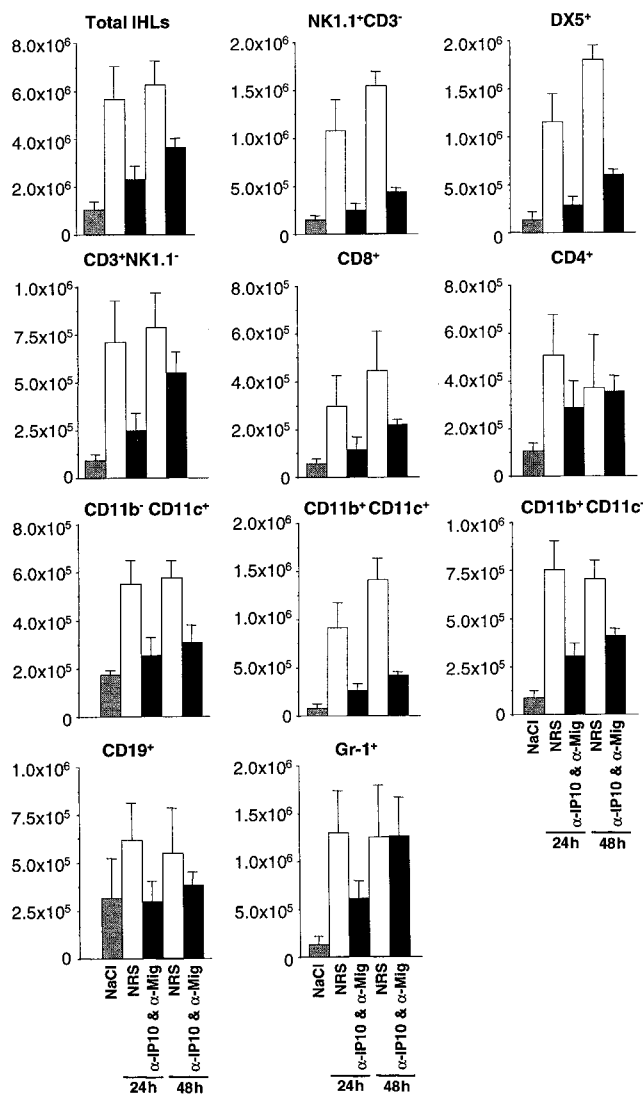 Total IHLs
8.0x10⁶
6.0x10⁶
4.0x10⁶
2.0x10⁶
0
NK1.1⁺CD3⁻
2.0x10⁶
1.5x10⁶
1.0x10⁶
5.0x10⁵
0
DX5⁺
2.0x10⁶
1.5x10⁶
1.0x10⁶
5.0x10⁵
0
CD3⁺NK1.1⁻
1.0x10⁶
7.5x10⁵
5.0x10⁵
2.5x10⁵
0
CD8⁺
8.0x10⁵
6.0x10⁵
4.0x10⁵
2.0x10⁵
0
CD4⁺
8.0x10⁵
6.0x10⁵
4.0x10⁵
2.0x10⁵
0
CD11b⁻ CD11c⁺
8.0x10⁵
6.0x10⁵
4.0x10⁵
2.0x10⁵
0
CD11b⁺ CD11c⁺
2.0x10⁶
1.5x10⁶
1.0x10⁶
5.0x10⁵
0
CD11b⁺ CD11c⁻
1.0x10⁶
7.5x10⁵
5.0x10⁵
2.5x10⁵
0
NaCl
NRS
α-IP10 & α-Mig
NRS
α-IP10 & α-Mig
24h 48h
CD19⁺
1.0x10⁶
7.5x10⁵
5.0x10⁵
2.5x10⁵
0
NaCl
NRS
α-IP10 & α-Mig
NRS
α-IP10 & α-Mig
24h 48h
Gr-1⁺
2.0x10⁶
1.5x10⁶
1.0x10⁶
5.0x10⁵
0
NaCl
NRS
α-IP10 & α-Mig
NRS
α-IP10 & α-Mig
24h 48h